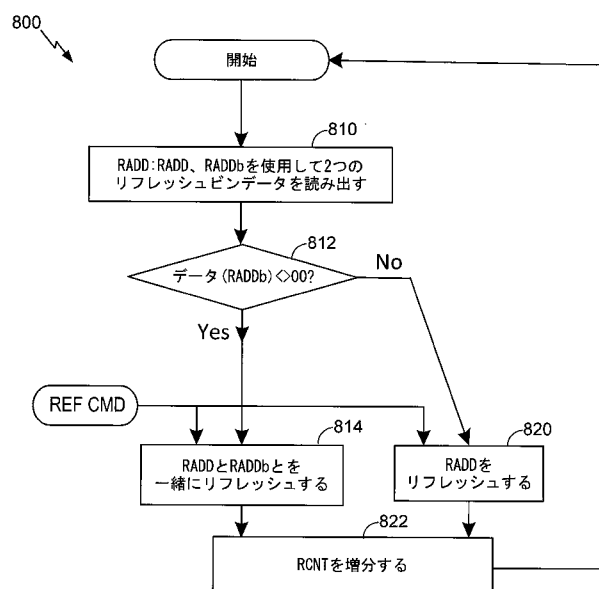 800
開始
810
RADD:RADD、RADDbを使用して2つの
リフレッシュビンデータを読み出す
812
データ(RADDb)<>00?
No
Yes
REF CMD
814
RADDとRADDbとを
一緒にリフレッシュする
820
RADDを
リフレッシュする
822
RCNTを増分する